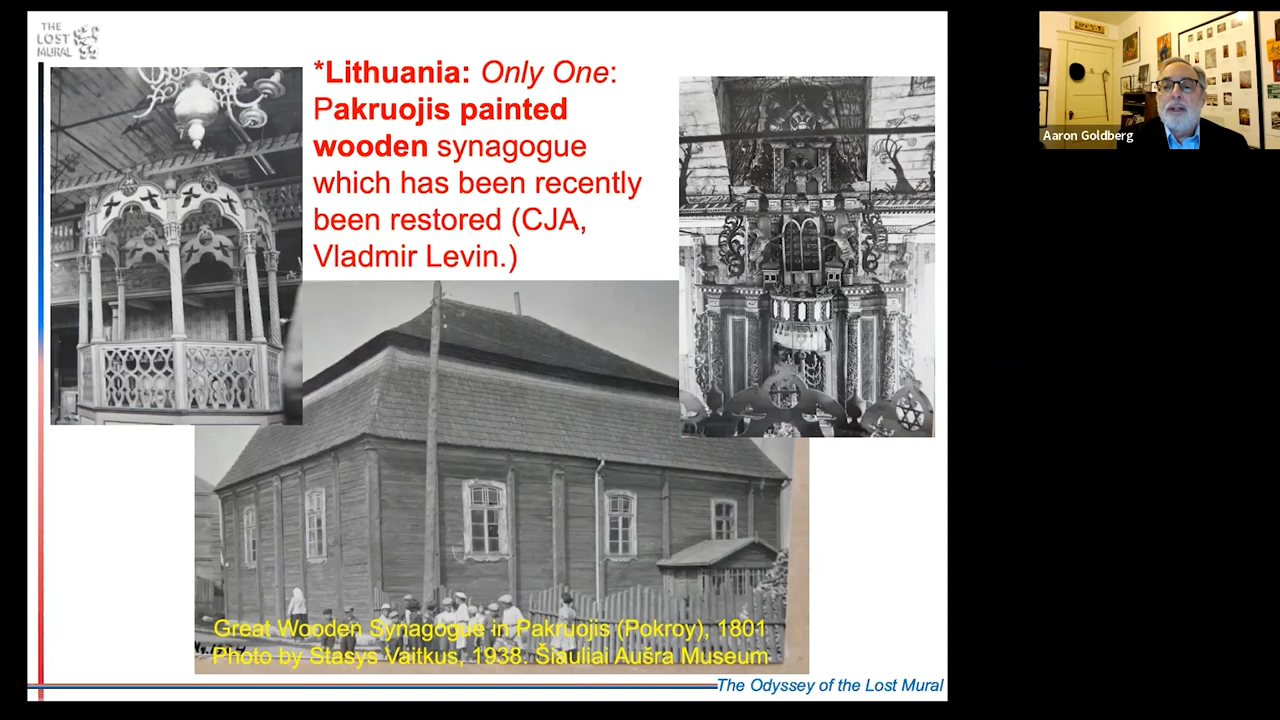 THE
LOST
MURAL
*Lithuania: Only One:
Pakruojis painted
wooden synagogue
which has been recently
been restored (CJA,
Vladmir Levin.)
Aaron Goldberg
Great Wooden Synagogue in Pakruojis (Pokroy), 1801
Photo by Stasys Vaitkus, 1938. Šiauliai Aušra Museum
The Odyssey of the Lost Mural